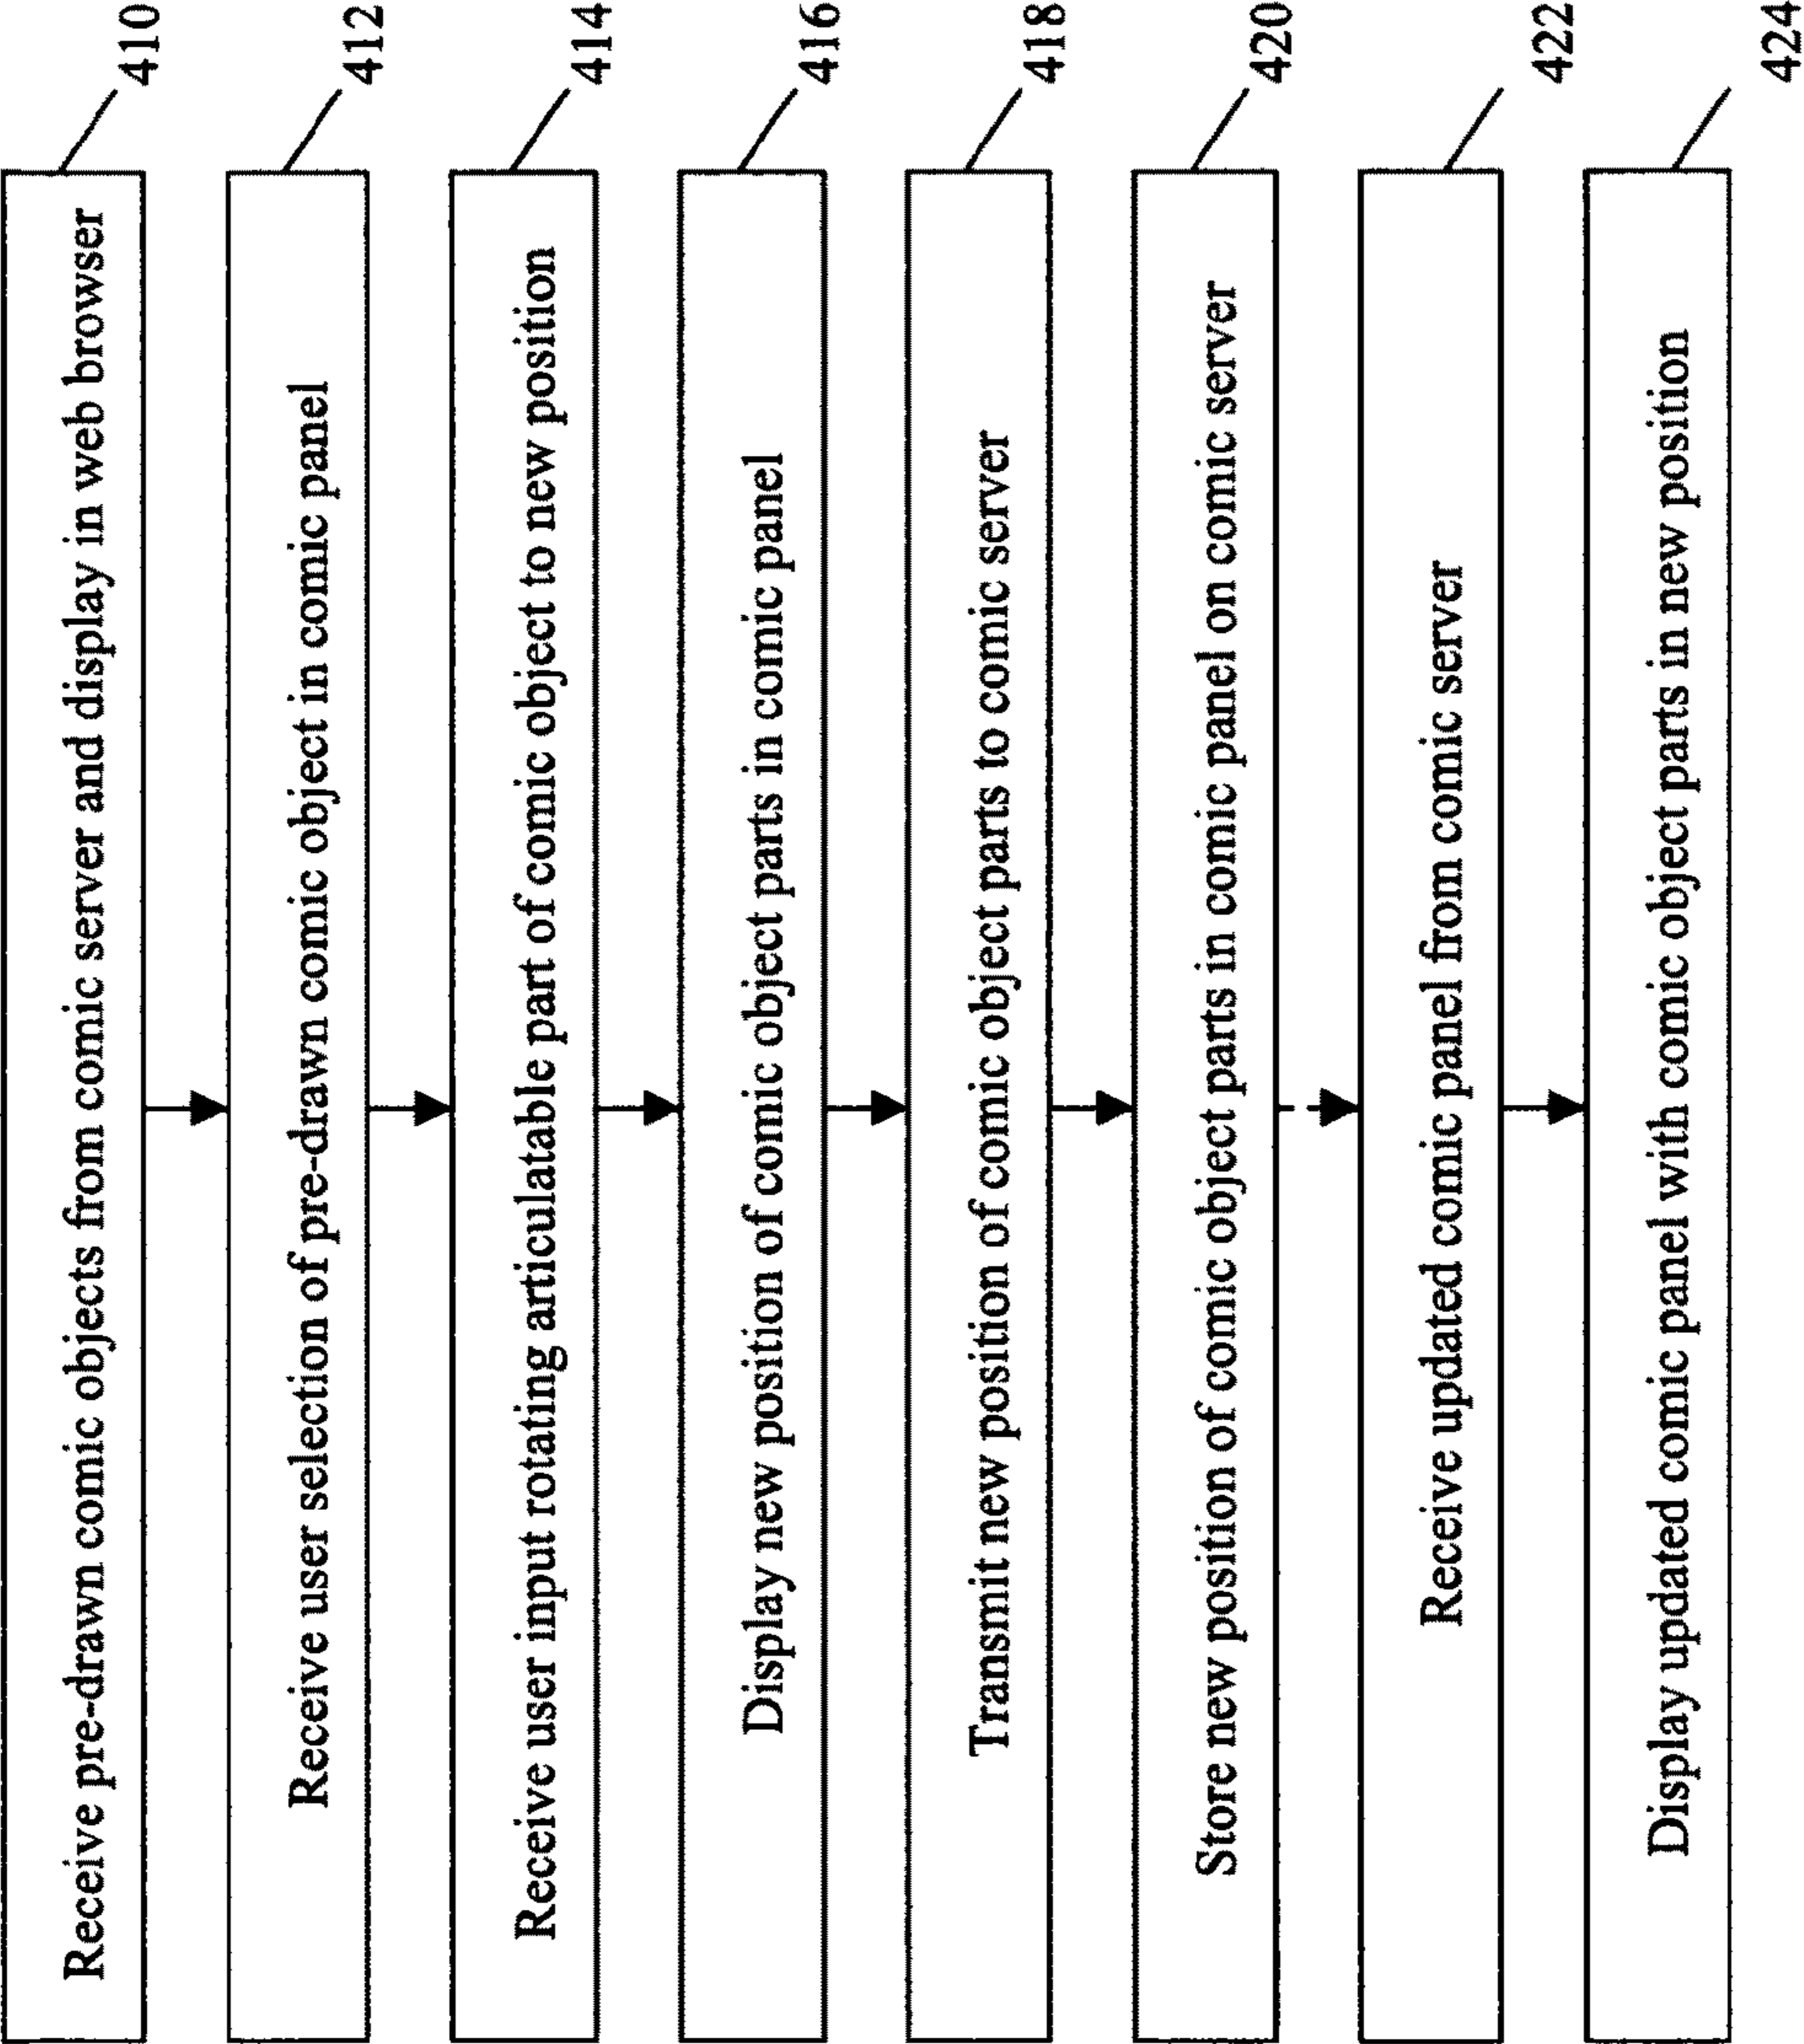 Receive pre-drawn comic objects from comic server and display in web browser
410
Receive user selection of pre-drawn comic object in comic panel
412
Receive user input rotating articulatable part of comic object to new position
414
Display new position of comic object parts in comic panel
416
Transmit new position of comic object parts to comic server
418
Store new position of comic object parts in comic panel on comic server
420
Receive updated comic panel from comic server
422
Display updated comic panel with comic object parts in new position
424